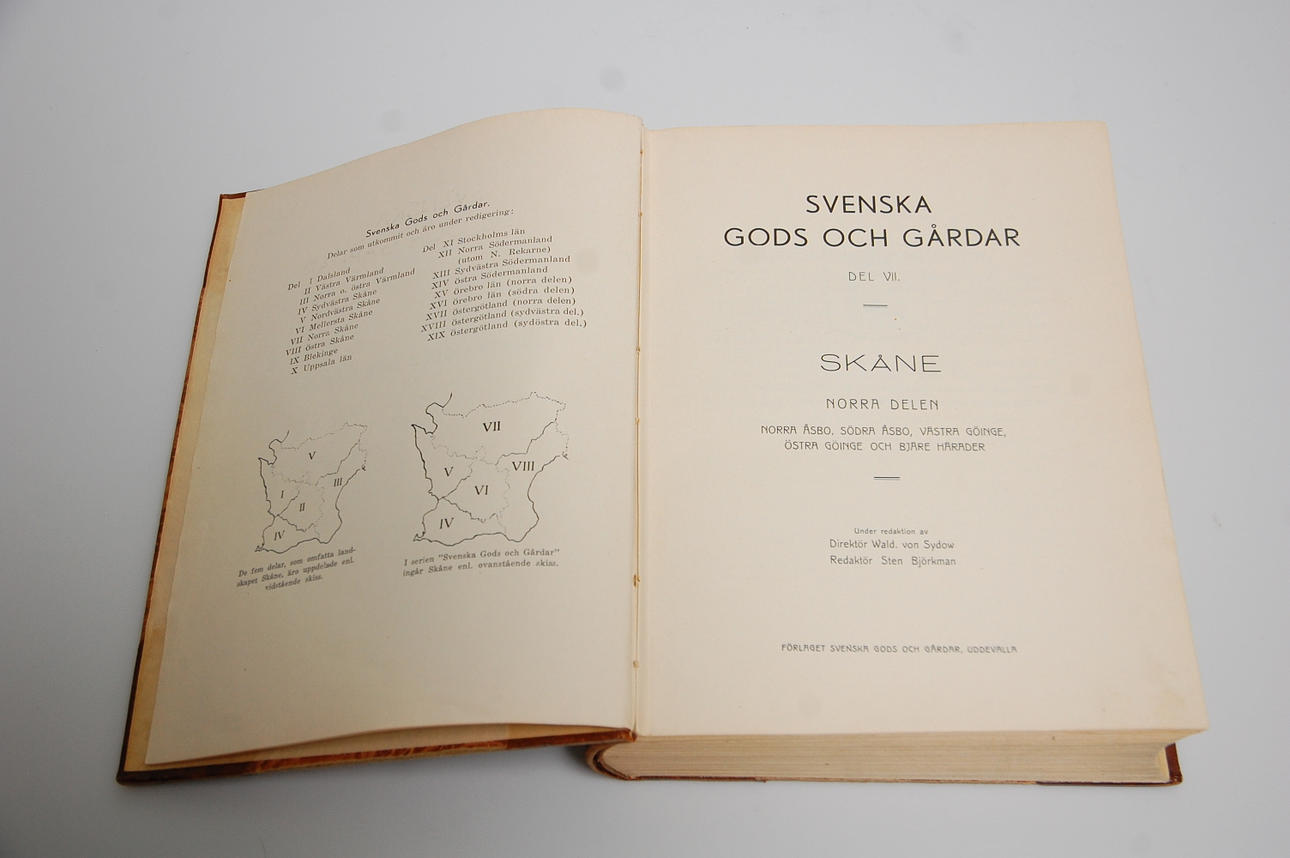 Svenska Gods och Gårdar.
Delar som utkommit och äro under redigering:
Del I Dalsland
II Västra Värmland
III Norra o. östra Värmland
IV Sydvästra Skåne
V Nordvästra Skåne
VI Mellersta Skåne
VII Norra Skåne
VIII Östra Skåne
IX Blekinge
X Uppsala län
Del XI Stockholms län
XII Norra Södermanland
(utom N. Rekarne)
XIII Sydvästra Södermanland
XIV Östra Södermanland
XV Örebro län (norra delen)
XVI Örebro län (södra delen)
XVII Östergötland (norra delen)
XVIII Östergötland (sydvästra del.)
XIX Östergötland (sydöstra del.)
V
III
I
II
IV
De fem delar, som omfatta land-
skapet Skåne, äro uppdelade enl.
vidstående skiss.
VII
V
VIII
VI
IV
I serien "Svenska Gods och Gårdar"
ingår Skåne enl. ovanstående skiss.
SVENSKA
GODS OCH GÅRDAR
DEL VII.
SKÅNE
NORRA DELEN
NORRA ÅSBO, SÖDRA ÅSBO, VÄSTRA GÖINGE,
ÖSTRA GÖINGE OCH BJÄRE HÄRADER
Under redaktion av
Direktör Wald. von Sydow
Redaktör Sten Björkman
FÖRLAGET SVENSKA GODS OCH GÅRDAR, UDDEVALLA